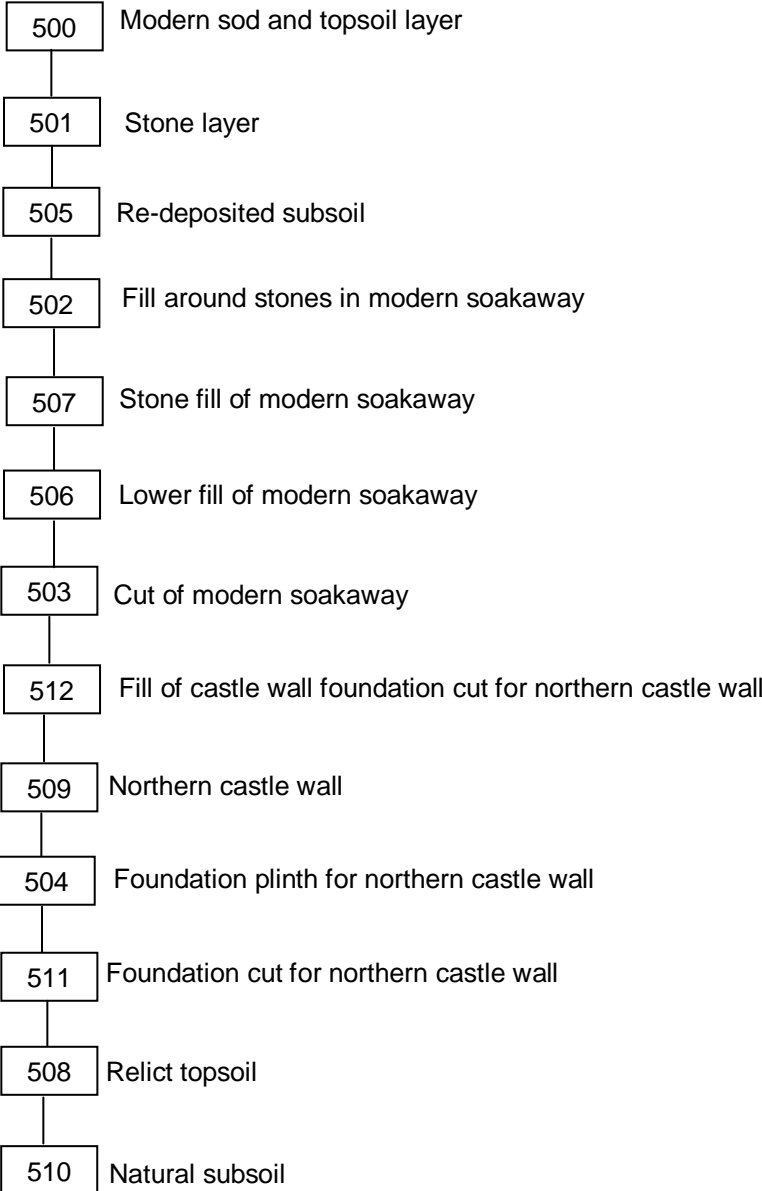 500 Modern sod and topsoil layer
501 Stone layer
505 Re-deposited subsoil
502 Fill around stones in modern soakaway
507 Stone fill of modern soakaway
506 Lower fill of modern soakaway
503 Cut of modern soakaway
512 Fill of castle wall foundation cut for northern castle wall
509 Northern castle wall
504 Foundation plinth for northern castle wall
511 Foundation cut for northern castle wall
508 Relict topsoil
510 Natural subsoil